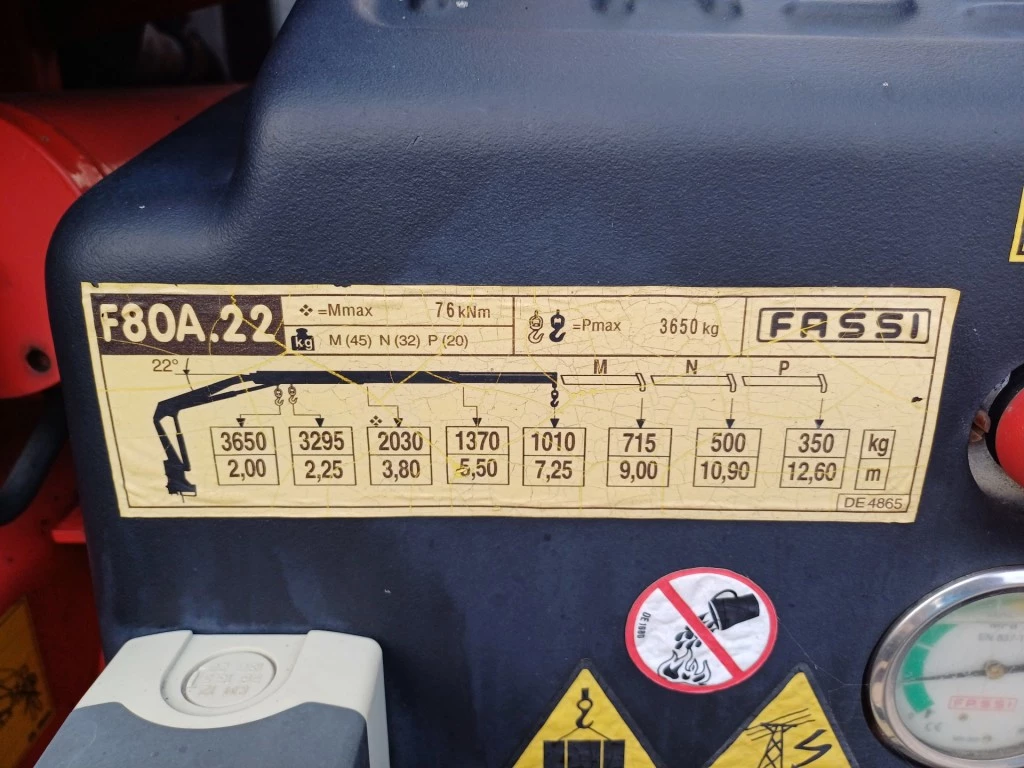 F80A.22
❖ =Mmax 76 kNm
kg M (45) N (32) P (20)
=Pmax 3650 kg
FASSI
22°
M N P
❖ ❖
3650 3295 2030 1370 1010 715 500 350 kg
2,00 2,25 3,80 5,50 7,25 9,00 10,90 12,60 m
DE 4865
DE1680
FASSI